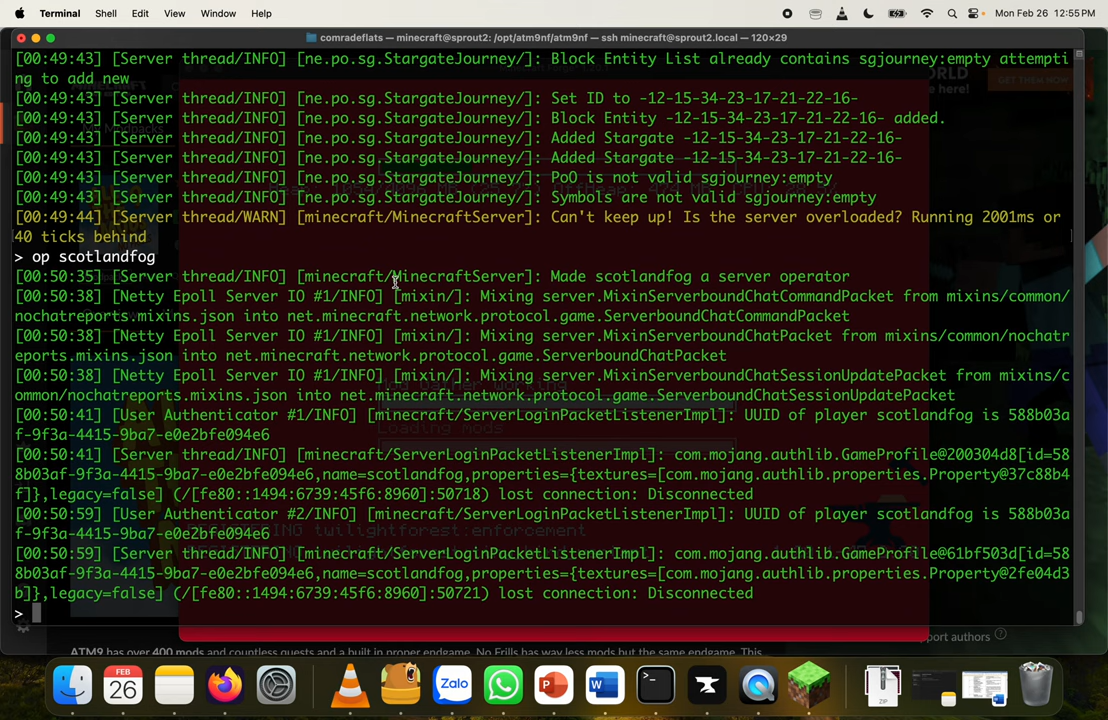 Terminal Shell Edit View Window Help Mon Feb 26 12:55 PM
comradeflats — minecraft@sprout2: /opt/atm9nf/atm9nf — ssh minecraft@sprout2.local — 120×29
[00:49:43] [Server thread/INFO] [ne.po.sg.StargateJourney/]: Block Entity List already contains sgjourney:empty attempti
ng to add new
[00:49:43] [Server thread/INFO] [ne.po.sg.StargateJourney/]: Set ID to -12-15-34-23-17-21-22-16-
[00:49:43] [Server thread/INFO] [ne.po.sg.StargateJourney/]: Block Entity -12-15-34-23-17-21-22-16- added.
[00:49:43] [Server thread/INFO] [ne.po.sg.StargateJourney/]: Added Stargate -12-15-34-23-17-21-22-16-
[00:49:43] [Server thread/INFO] [ne.po.sg.StargateJourney/]: Added Stargate -12-15-34-23-17-21-22-16-
[00:49:43] [Server thread/INFO] [ne.po.sg.StargateJourney/]: PoO is not valid sgjourney:empty
[00:49:43] [Server thread/INFO] [ne.po.sg.StargateJourney/]: Symbols are not valid sgjourney:empty
[00:49:44] [Server thread/WARN] [minecraft/MinecraftServer]: Can't keep up! Is the server overloaded? Running 2001ms or
40 ticks behind
> op scotlandfog
[00:50:35] [Server thread/INFO] [minecraft/MinecraftServer]: Made scotlandfog a server operator
[00:50:38] [Netty Epoll Server IO #1/INFO] [mixin/]: Mixing server.MixinServerboundChatCommandPacket from mixins/common/
nochatreports.mixins.json into net.minecraft.network.protocol.game.ServerboundChatCommandPacket
[00:50:38] [Netty Epoll Server IO #1/INFO] [mixin/]: Mixing server.MixinServerboundChatPacket from mixins/common/nochatr
eports.mixins.json into net.minecraft.network.protocol.game.ServerboundChatPacket
[00:50:38] [Netty Epoll Server IO #1/INFO] [mixin/]: Mixing server.MixinServerboundChatSessionUpdatePacket from mixins/c
ommon/nochatreports.mixins.json into net.minecraft.network.protocol.game.ServerboundChatSessionUpdatePacket
[00:50:41] [User Authenticator #1/INFO] [minecraft/ServerLoginPacketListenerImpl]: UUID of player scotlandfog is 588b03a
f-9f3a-4415-9ba7-e0e2bfe094e6
Loading mods
[00:50:41] [Server thread/INFO] [minecraft/ServerLoginPacketListenerImpl]: com.mojang.authlib.GameProfile@200304d8[id=58
8b03af-9f3a-4415-9ba7-e0e2bfe094e6,name=scotlandfog,properties={textures=[com.mojang.authlib.properties.Property@37c88b4
f]},legacy=false] (/[fe80::1494:6739:45f6:8960]:50718) lost connection: Disconnected
[00:50:59] [User Authenticator #2/INFO] [minecraft/ServerLoginPacketListenerImpl]: UUID of player scotlandfog is 588b03a
f-9f3a-4415-9ba7-e0e2bfe094e6
twilightforest:enforcement
[00:50:59] [Server thread/INFO] [minecraft/ServerLoginPacketListenerImpl]: com.mojang.authlib.GameProfile@61bf503d[id=58
8b03af-9f3a-4415-9ba7-e0e2bfe094e6,name=scotlandfog,properties={textures=[com.mojang.authlib.properties.Property@2fe04d3
b]},legacy=false] (/[fe80::1494:6739:45f6:8960]:50721) lost connection: Disconnected
>
port authors
ATM9 has over 400 mods and countless quests and a built in proper endgame. No Frills has way less mods but the same endgame. This
FEB
26
Zalo
ZIP